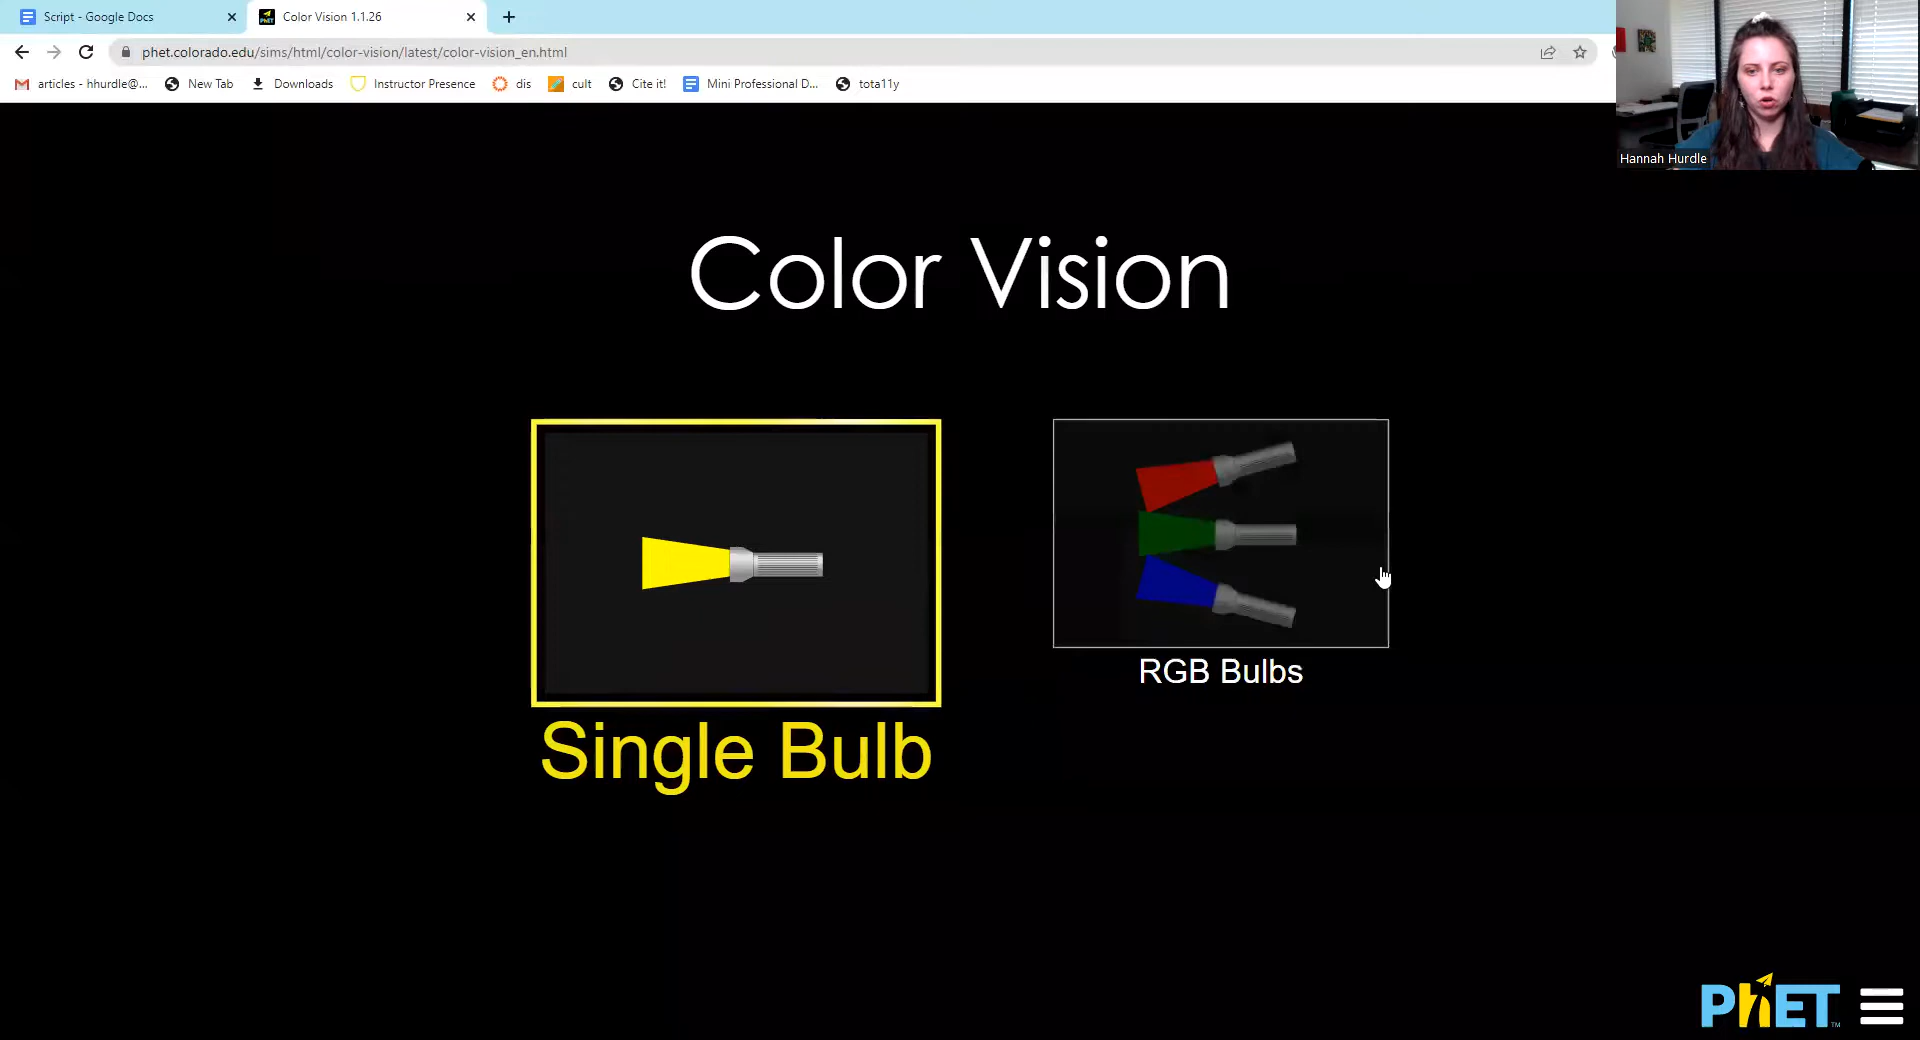 Script - Google Docs
Color Vision 1.1.26
phet.colorado.edu/sims/html/color-vision/latest/color-vision_en.html
articles - hhurdle@... New Tab Downloads Instructor Presence dis cult Cite it! Mini Professional D... tota11y
Hannah Hurdle
Color Vision
RGB Bulbs
Single Bulb
PhET™